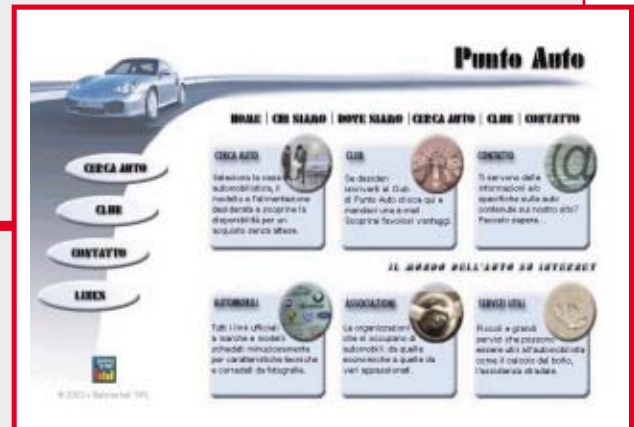 Punto Auto
HOME | CHI SIAMO | DOVE SIAMO | CERCA AUTO | CLUB | CONTATTO
CERCA AUTO
CLUB
CONTATTO
LINKS
CERCA AUTO
Seleziona la casa
automobilistica, il
modello e l'alimentazione
desiderata e scoprine la
disponibilità per un
acquisto senza attese.
CLUB
Se desideri
iscriverti al Club
di Punto Auto clicca qui e
mandaci una e-mail
Scoprirai favolosi vantaggi.
CONTATTO
Ti servono delle
informazioni e/o
specifiche sulle auto
contenute sul nostro sito?
Faccelo sapere...
IL MONDO DELL'AUTO SU INTERNET
AUTOMOBILI
Tutti i link ufficiali
a marche e modelli
schedati minuziosamente
per caratteristiche tecniche
e corredati da fotografie.
ASSOCIAZIONI
Le organizzazioni
che si occupano di
automobili: da quelle
economiche a quelle da
veri appassionati.
SERVIZI UTILI
Piccoli e grandi
servizi che possono
essere utili all'automobilista
come il calcolo del bollo,
l'assistenza stradale.
© 2003 • SRL